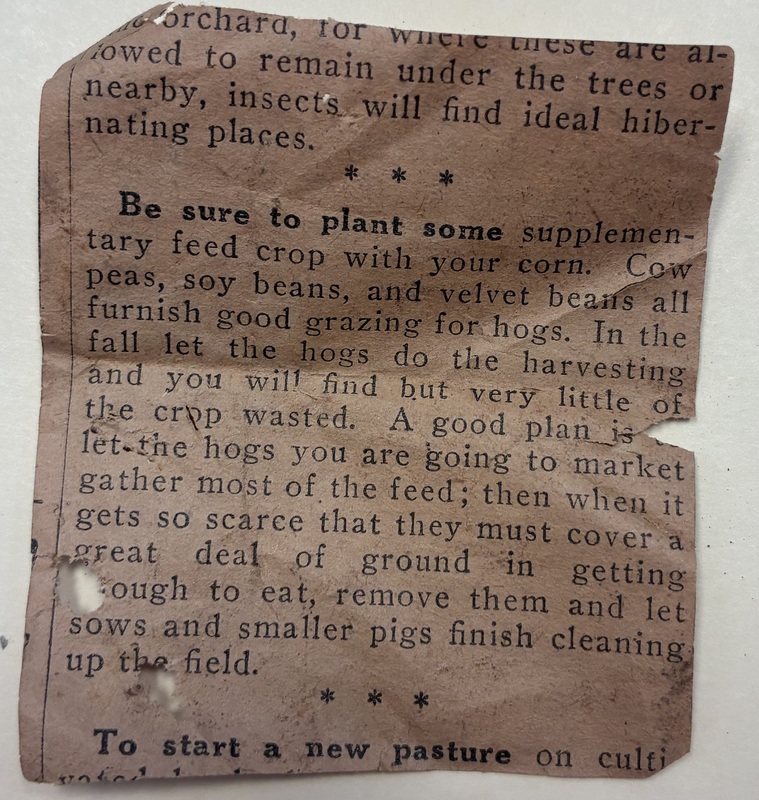 orchard, for where these are al-
lowed to remain under the trees or
nearby, insects will find ideal hiber-
nating places.
* * *
Be sure to plant some supplemen-
tary feed crop with your corn. Cow
peas, soy beans, and velvet beans all
furnish good grazing for hogs. In the
fall let the hogs do the harvesting
and you will find but very little of
the crop wasted. A good plan is
let the hogs you are going to market
gather most of the feed; then when it
gets so scarce that they must cover a
great deal of ground in getting
ough to eat, remove them and let
sows and smaller pigs finish cleaning
up the field.
* * *
To start a new pasture on culti